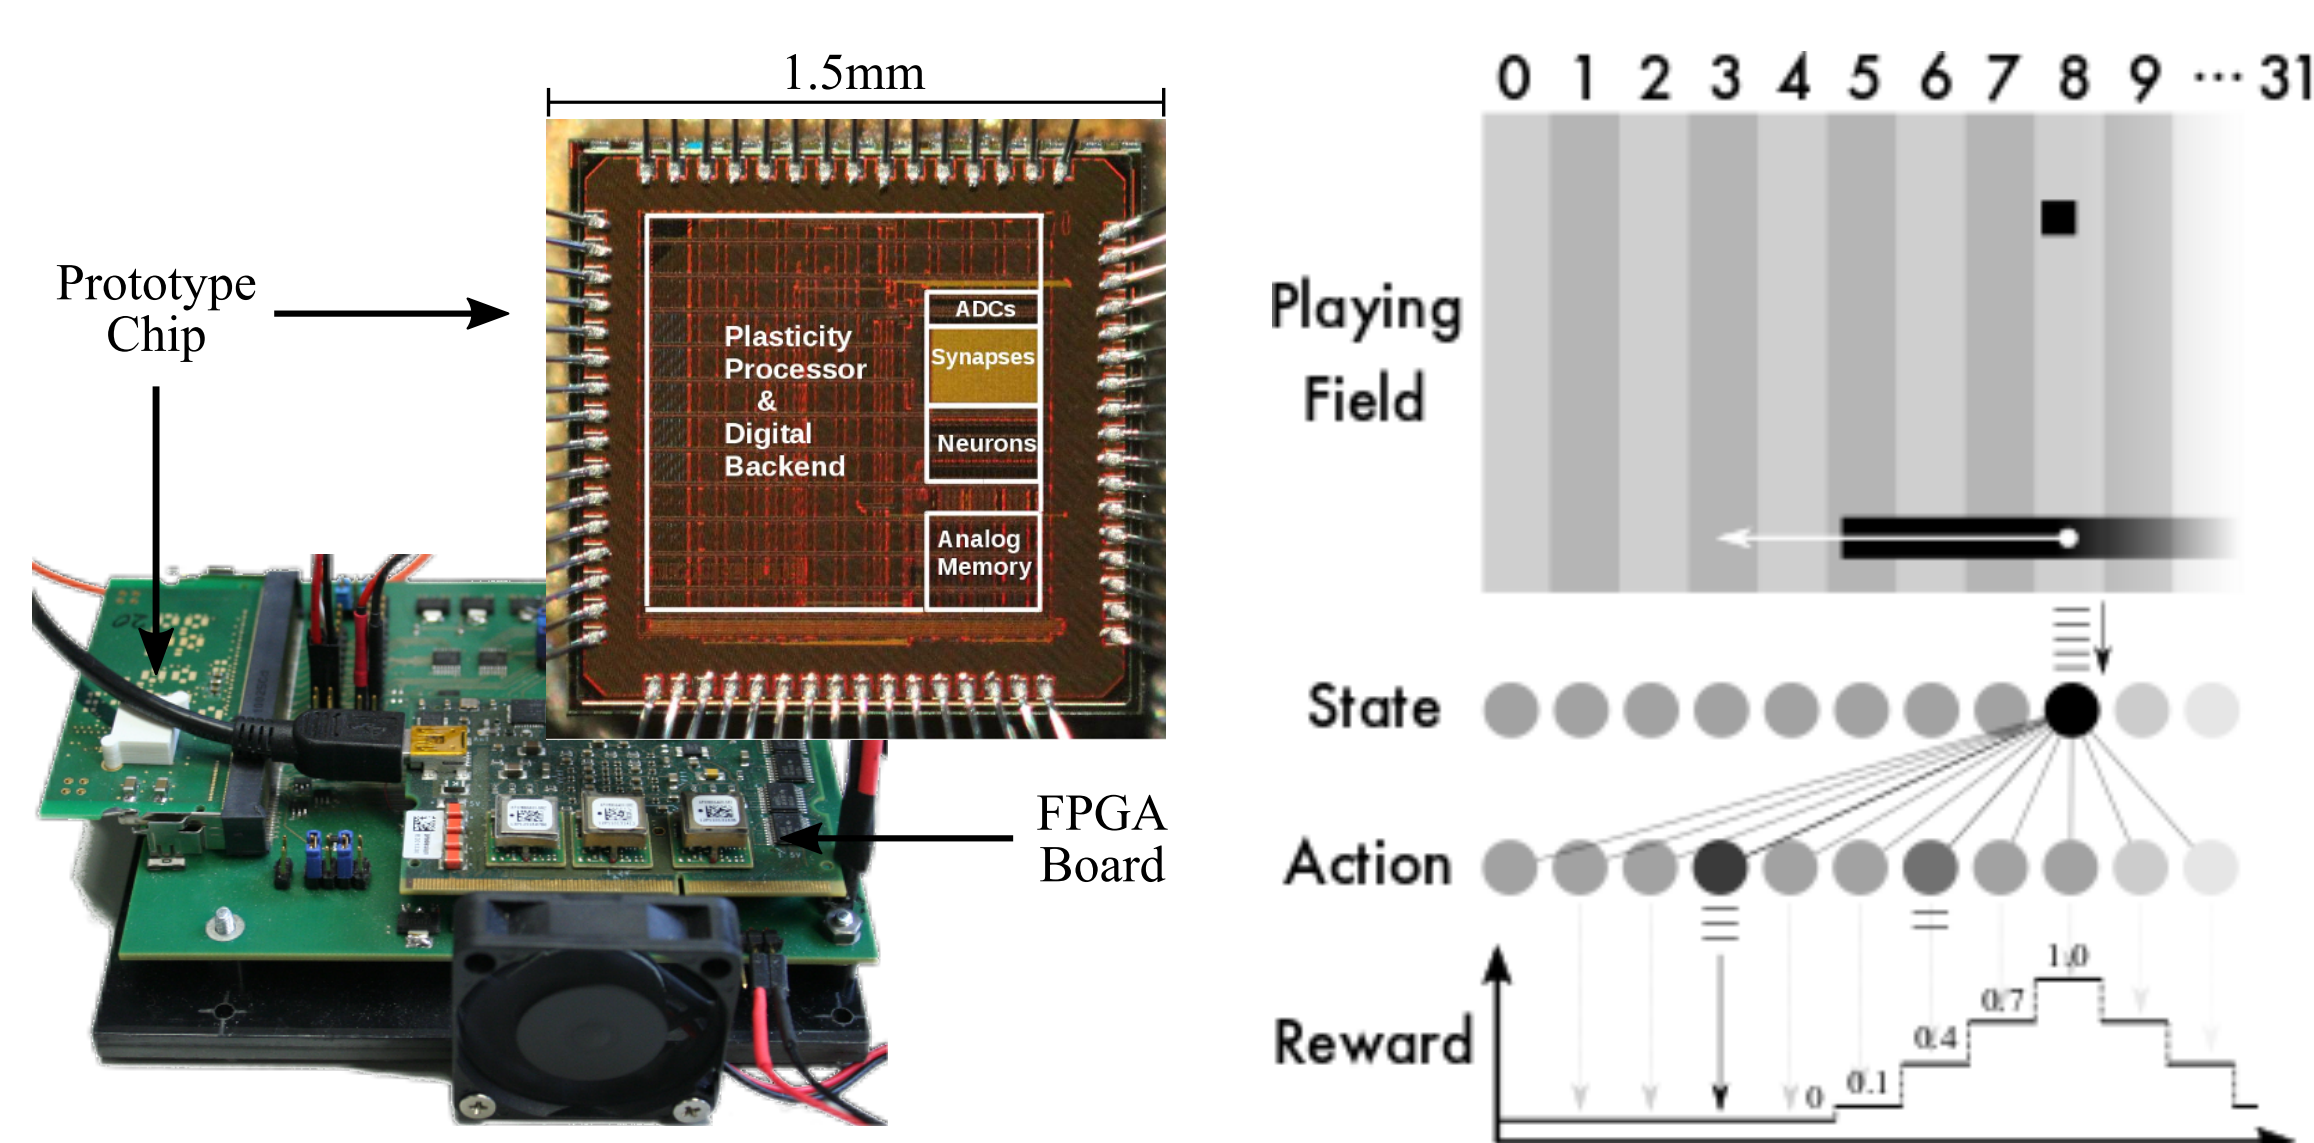 1.5mm
Prototype
Chip
ADCs
Synapses
Plasticity
Processor
&
Digital
Backend
Neurons
Analog
Memory
FPGA
Board
0 1 2 3 4 5 6 7 8 9 ··· 31
Playing
Field
State
Action
Reward
0
0.1
0.4
0.7
1.0